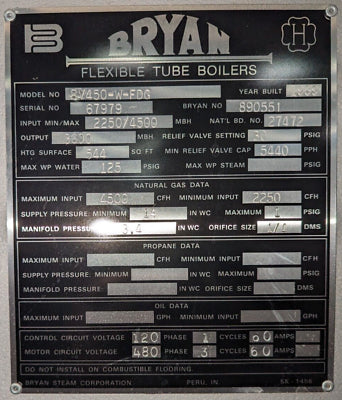 B
BRYAN
H
FLEXIBLE TUBE BOILERS
MODEL NO YEAR BUILT
SERIAL NO 67979 BRYAN NO 890551
INPUT MIN/MAX 2250/4500 MBH NAT'L BD. NO. 27472
OUTPUT MBH RELIEF VALVE SETTING 30 PSIG
HTG SURFACE 544 SQ FT MIN RELIEF VALVE CAP 5440 PPH
MAX WP WATER 125 PSIG MAX WP STEAM PSIG
NATURAL GAS DATA
MAXIMUM INPUT 4500 CFH MINIMUM INPUT 2250 CFH
SUPPLY PRESSURE: MINIMUM 14 IN WC MAXIMUM 1 PSIG
MANIFOLD PRESSURE 3.4 IN WC ORIFICE SIZE N/A
PROPANE DATA
MAXIMUM INPUT CFH MINIMUM INPUT CFH
SUPPLY PRESSURE: MINIMUM IN WC MAXIMUM PSIG
MANIFOLD PRESSURE IN WC ORIFICE SIZE DMS
OIL DATA
MAXIMUM INPUT GPH MINIMUM INPUT GPH
CONTROL CIRCUIT VOLTAGE 120 PHASE 1 CYCLES 60 AMPS
MOTOR CIRCUIT VOLTAGE 480 PHASE 3 CYCLES 60 AMPS
DO NOT INSTALL ON COMBUSTIBLE FLOORING.
BRYAN STEAM CORPORATION PERU, IN